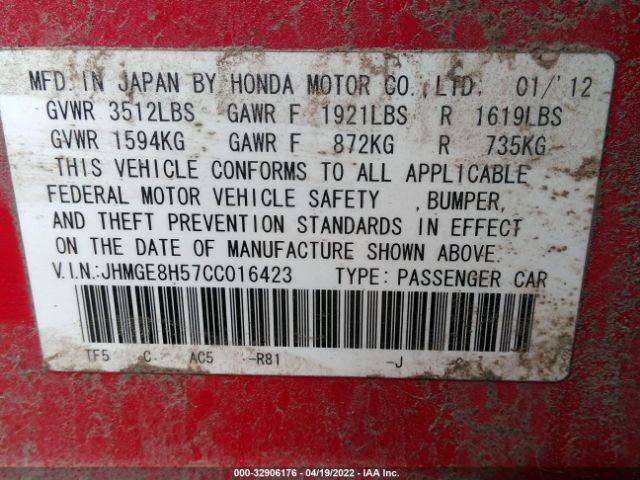 MFD. IN JAPAN BY HONDA MOTOR CO.,LTD. 01/'12
GVWR 3512LBS GAWR F 1921LBS R 1619LBS
GVWR 1594KG GAWR F 872KG R 735KG
THIS VEHICLE CONFORMS TO ALL APPLICABLE
FEDERAL MOTOR VEHICLE SAFETY ,BUMPER,
AND THEFT PREVENTION STANDARDS IN EFFECT
ON THE DATE OF MANUFACTURE SHOWN ABOVE.
V.I.N:JHMGE8H57CC016423 TYPE: PASSENGER CAR
TF5 C AC5 -R81 -J
000-32906176 - 04/19/2022 - IAA Inc.